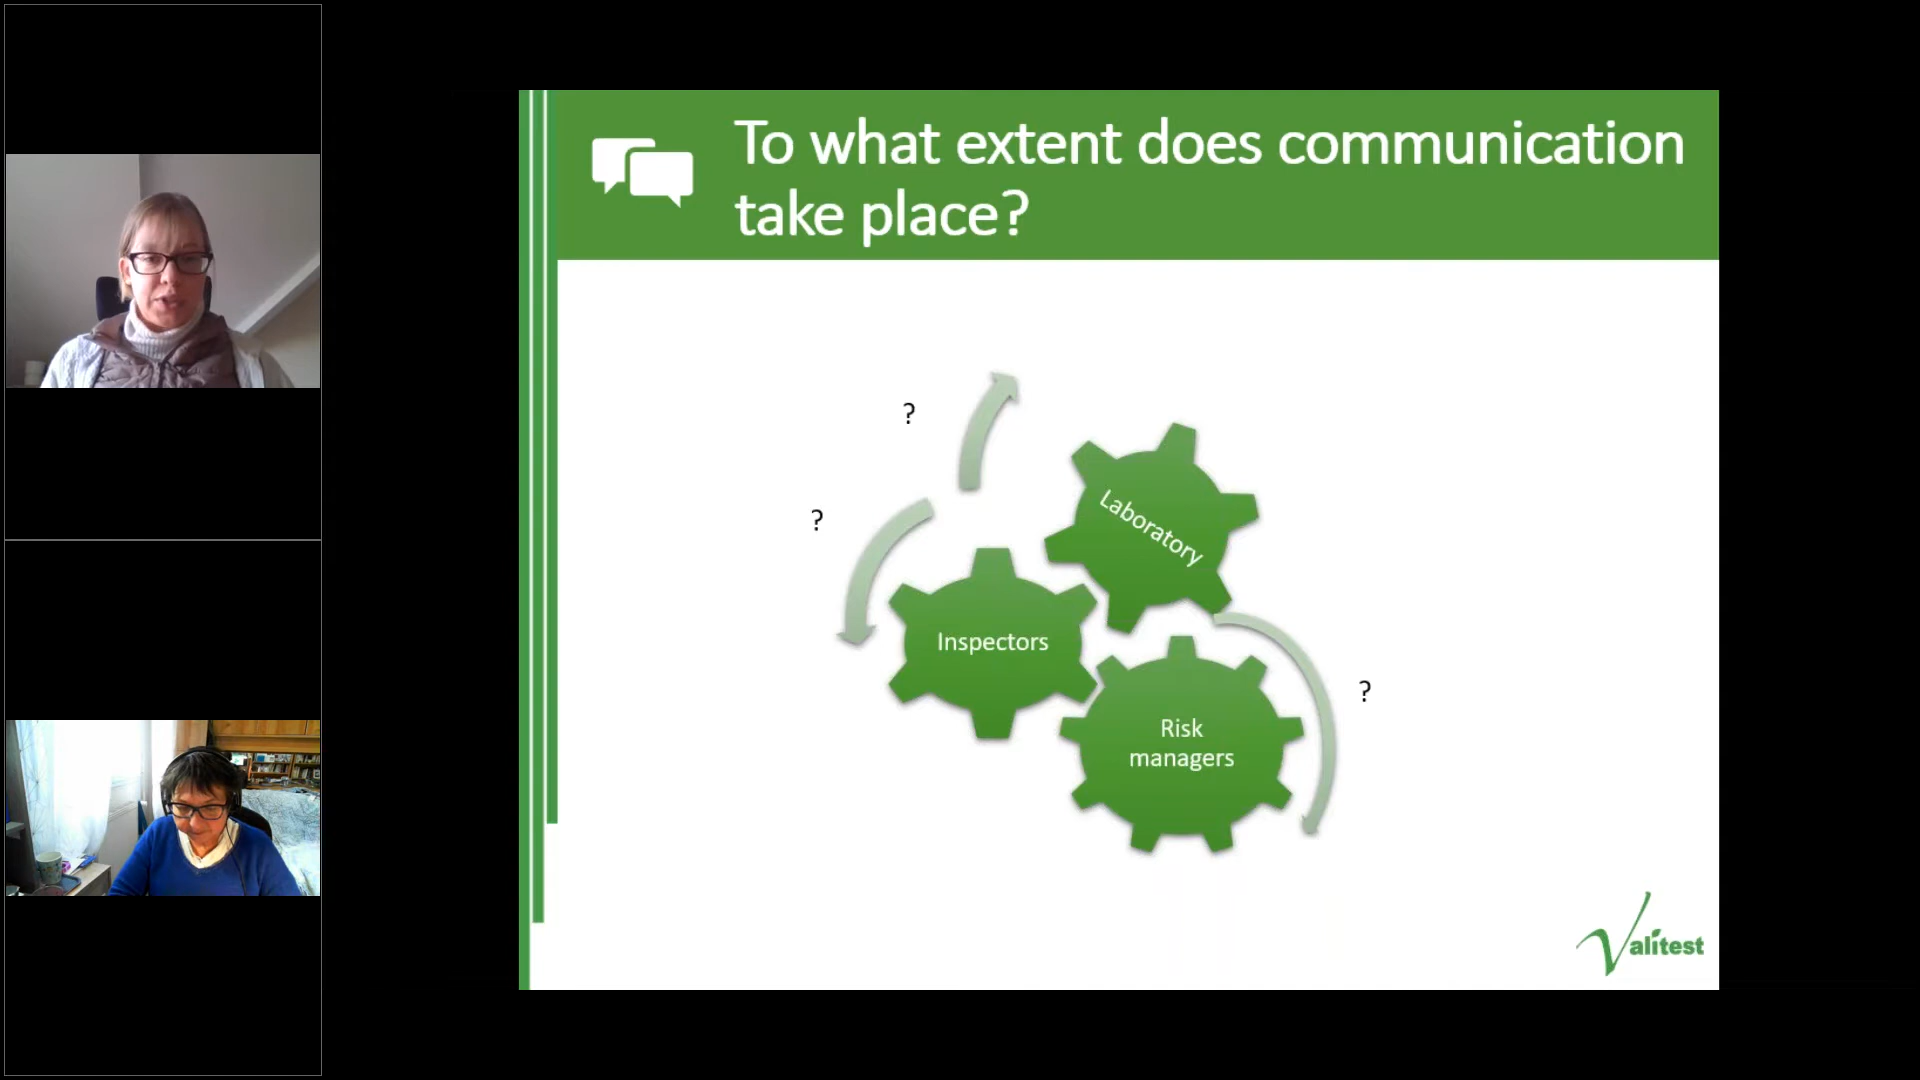 To what extent does communication
take place?
?
?
Laboratory
Inspectors
?
Risk
managers
Valitest